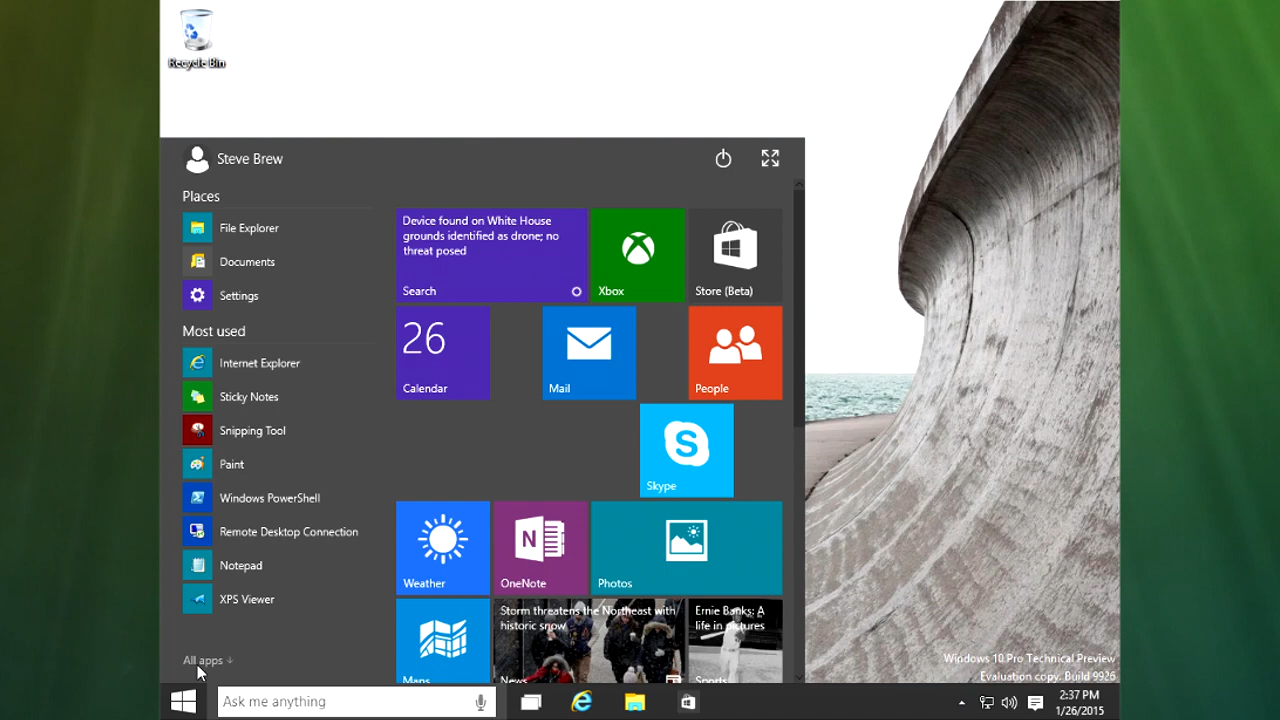 Recycle Bin
Steve Brew
Places
File Explorer
Documents
Settings
Most used
Internet Explorer
Sticky Notes
Snipping Tool
Paint
Windows PowerShell
Remote Desktop Connection
Notepad
XPS Viewer
All apps ↓
Device found on White House
grounds identified as drone; no
threat posed
Search
Xbox
Store (Beta)
26
Calendar
Mail
People
S
Skype
Weather
N
OneNote
Photos
Maps
Storm threatens the Northeast with
historic snow
News
Ernie Banks: A
life in pictures
Sports
Windows 10 Pro Technical Preview
Evaluation copy. Build 9926
Ask me anything
2:37 PM
1/26/2015